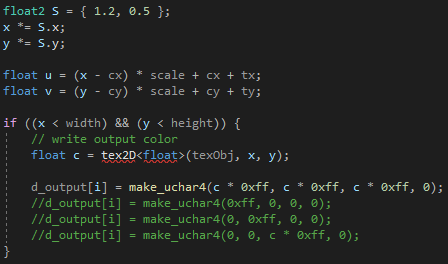 float2 S = { 1.2, 0.5 };
x *= S.x;
y *= S.y;
float u = (x - cx) * scale + cx + tx;
float v = (y - cy) * scale + cy + ty;
if ((x < width) && (y < height)) {
// write output color
float c = tex2D<float>(texObj, x, y);
d_output[i] = make_uchar4(c * 0xff, c * 0xff, c * 0xff, 0);
//d_output[i] = make_uchar4(0xff, 0, 0, 0);
//d_output[i] = make_uchar4(0, 0xff, 0, 0);
//d_output[i] = make_uchar4(0, 0, c * 0xff, 0);
}